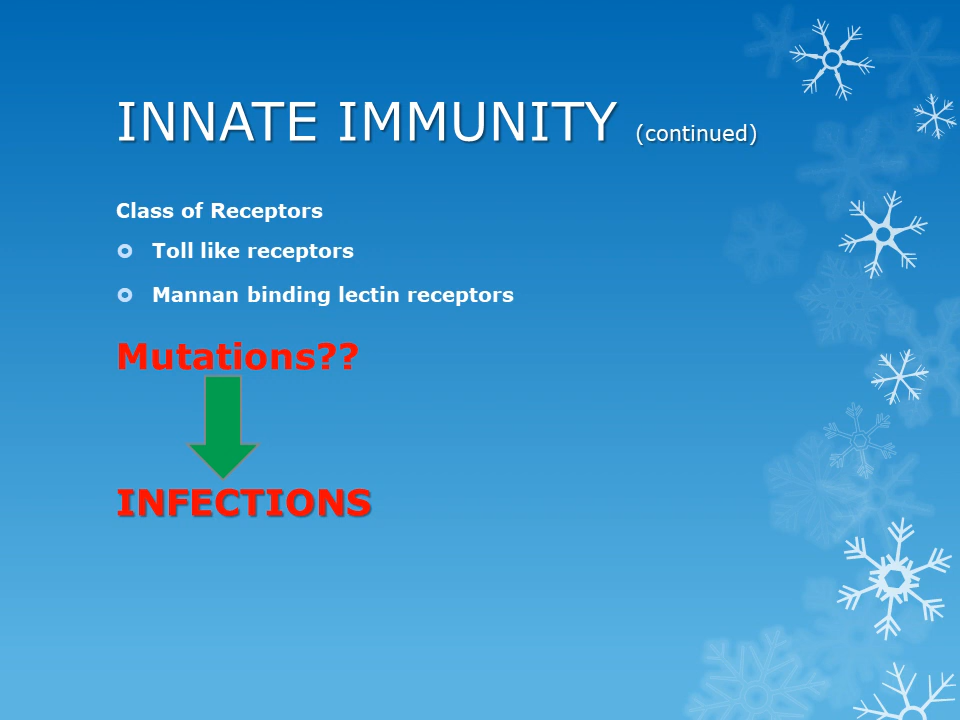 INNATE IMMUNITY (continued)
Class of Receptors
Toll like receptors
Mannan binding lectin receptors
Mutations??
INFECTIONS